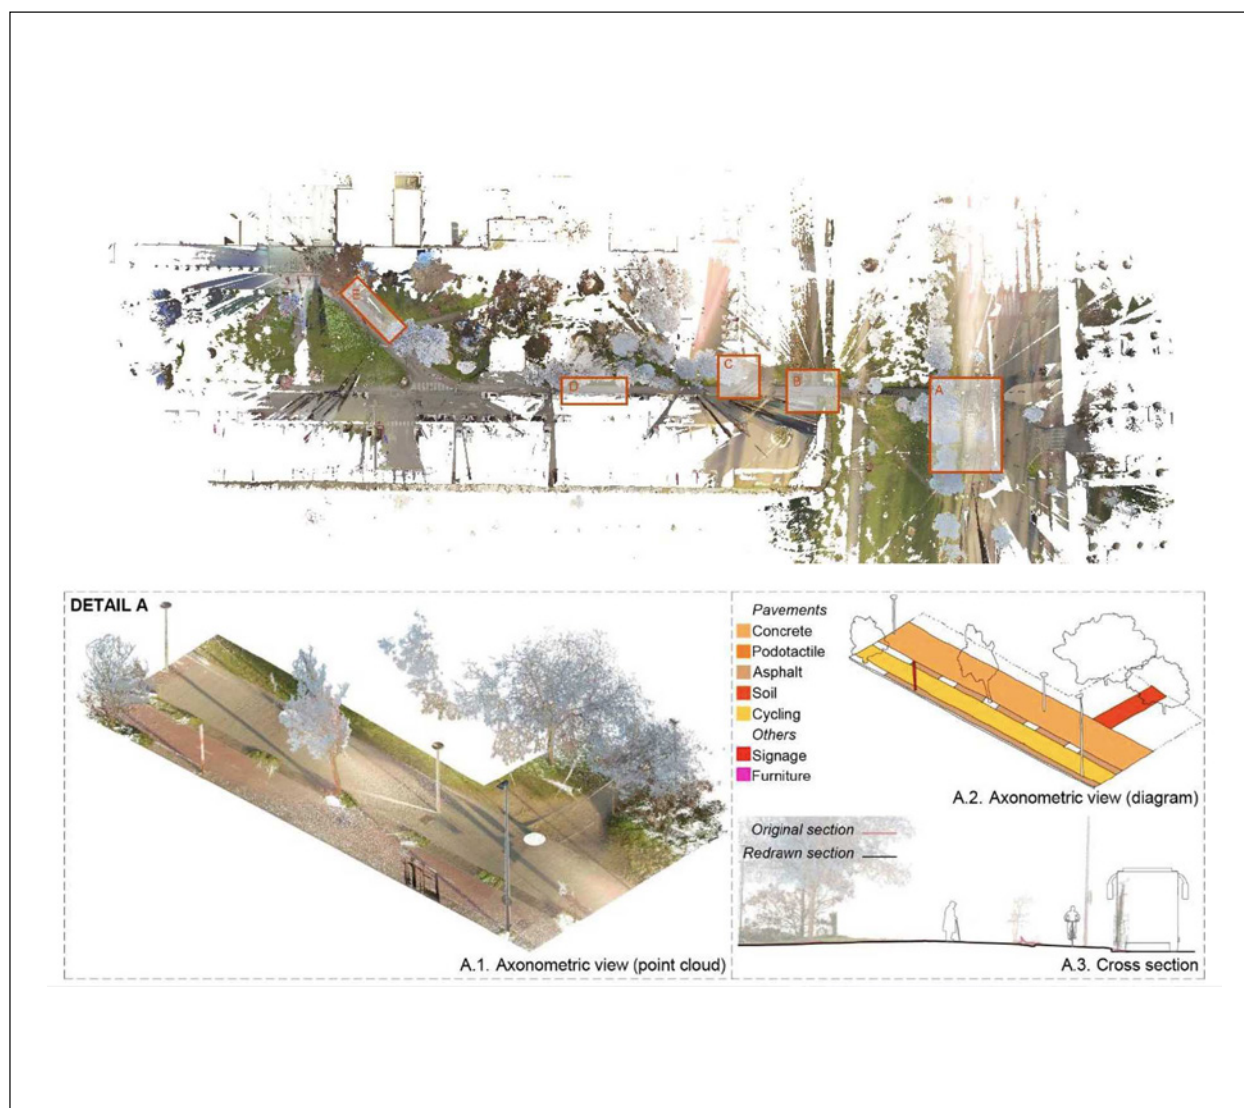 E
C
B
D
A
DETAIL A
A.1. Axonometric view (point cloud)
Pavements
Concrete
Podotactile
Asphalt
Soil
Cycling
Others
Signage
Furniture
A.2. Axonometric view (diagram)
Original section
Redrawn section
A.3. Cross section